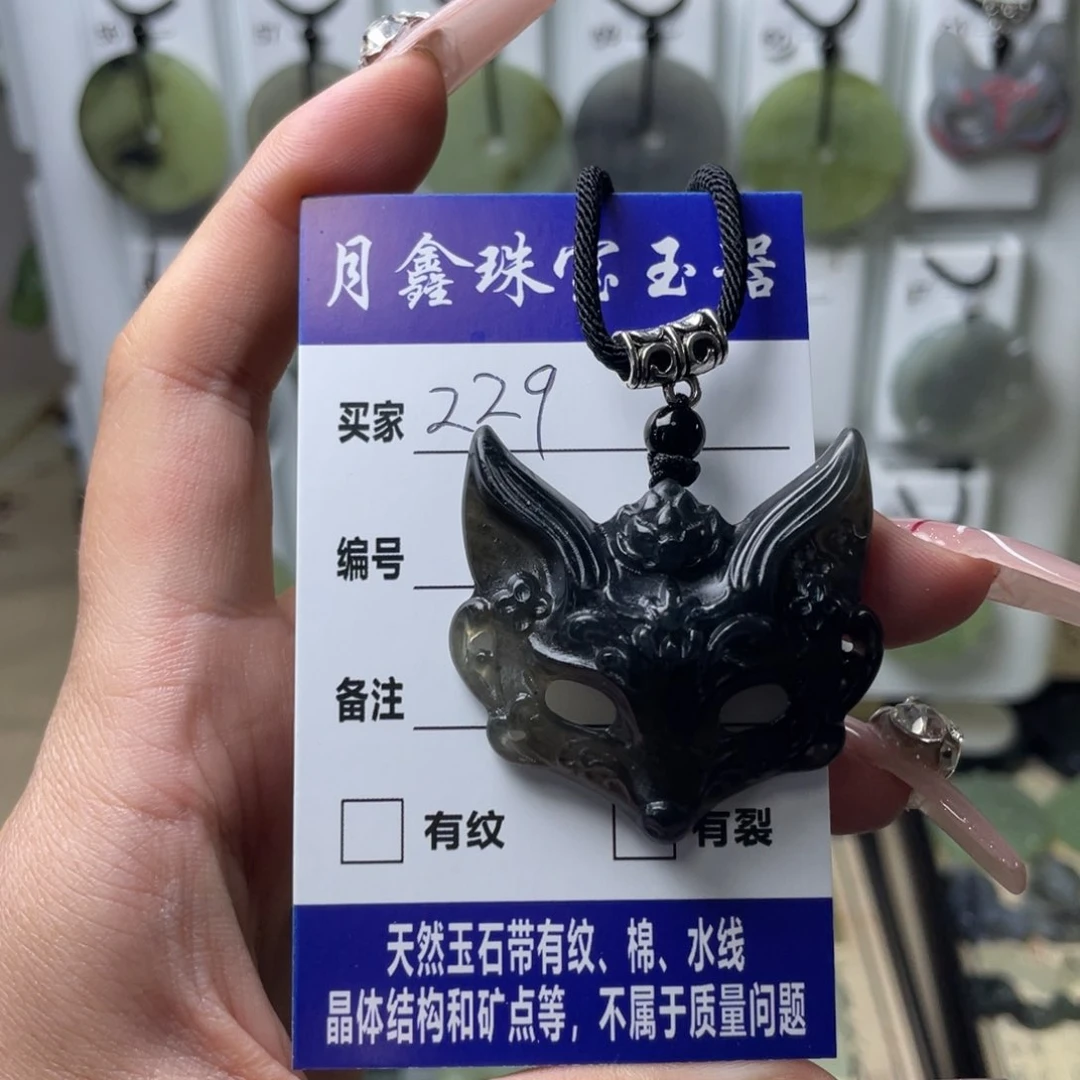 月鑫珠宝玉器
买家 229
编号
备注
有纹 有裂
天然玉石带有纹、棉、水线
晶体结构和矿点等，不属于质量问题